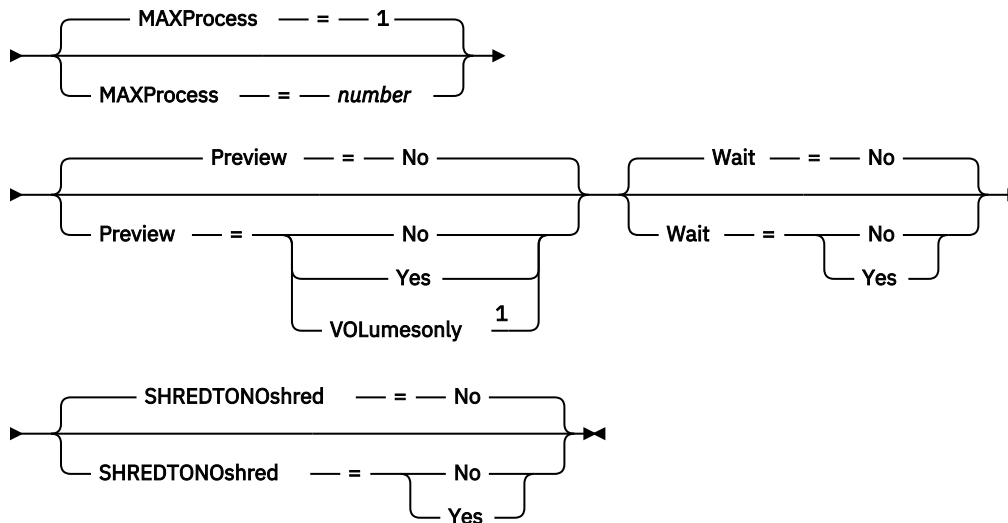 MAXProcess = 1
MAXProcess = number
Preview = No
Preview = No
Yes
VOLumesonly 1
Wait = No
Wait = No
Yes
SHREDTONOshred = No
SHREDTONOshred = No
Yes